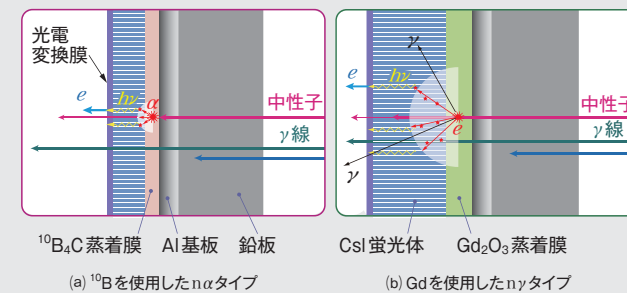 光電
変換膜
e
hν
α
中性子
γ線
γ
e
hν
e
中性子
γ線
γ
¹⁰B₄C蒸着膜 Al基板 鉛板
CsI蛍光体 Gd₂O₃蒸着膜
(a) ¹⁰Bを使用したnαタイプ
(b) Gdを使用したnγタイプ